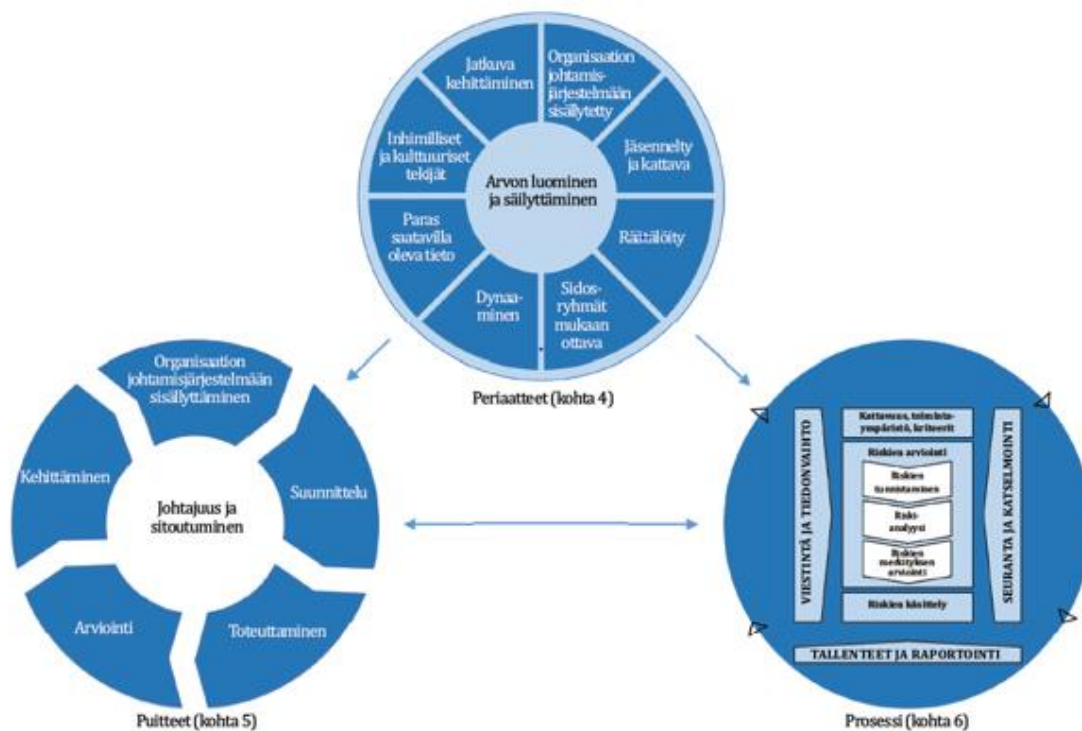 Jatkuva
kehittäminen
Organisaation
johtamis-
järjestelmään
sisällytetty
Jäsennelty
ja kattava
Räätälöity
Sidos-
ryhmät
mukaan
ottava
Dynaa-
minen
Paras
saatavilla
oleva tieto
Inhimilliset
ja kulttuuriset
tekijät
Arvon luominen
ja säilyttäminen
Periaatteet (kohta 4)
Organisaation
johtamisjärjestelmään
sisällyttäminen
Suunnittelu
Toteuttaminen
Arviointi
Kehittäminen
Johtajuus ja
sitoutuminen
Puitteet (kohta 5)
VIESTINTÄ JA TIEDONVAIHTO
Kattavuus, toiminta-
ympäristö, kriteerit
Riskien arviointi
Riskien
tunnistaminen
Riski-
analyysi
Riskien
merkityksen
arviointi
Riskien käsittely
SEURANTA JA KATSELMOINTI
TALLENTEET JA RAPORTOINTI
Prosessi (kohta 6)